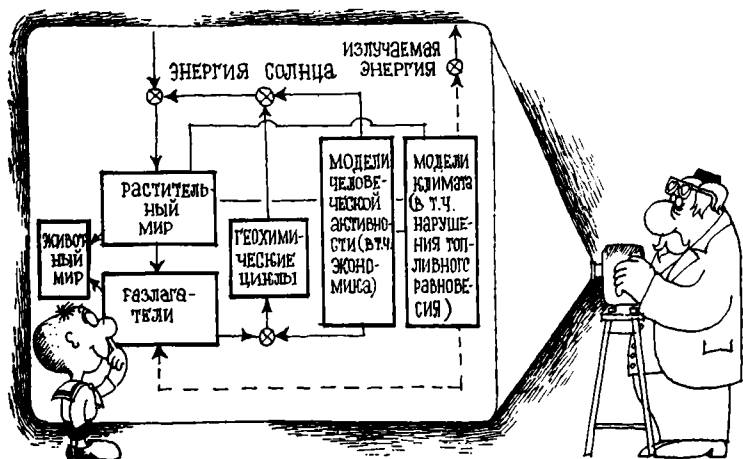 ИЗЛУЧАЕМАЯ
ЭНЕРГИЯ
ЭНЕРГИЯ СОЛНЦА
РАСТИТЕЛЬ-
НЫЙ
МИР
ЖИВОТ-
НЫЙ
МИР
РАЗЛАГА-
ТЕЛИ
ГЕОХИМИ-
ЧЕСКИЕ
ЦИКЛЫ
МОДЕЛИ
ЧЕЛОВЕ-
ЧЕСКОЙ
АКТИВНО-
СТИ (В Т.Ч.
ЭКОНО-
МИКА)
МОДЕЛИ
КЛИМАТА
(В Т.Ч.
НАРУШЕ-
НИЯ ТОП-
ЛИВНОГО
РАВНОВЕ-
СИЯ)